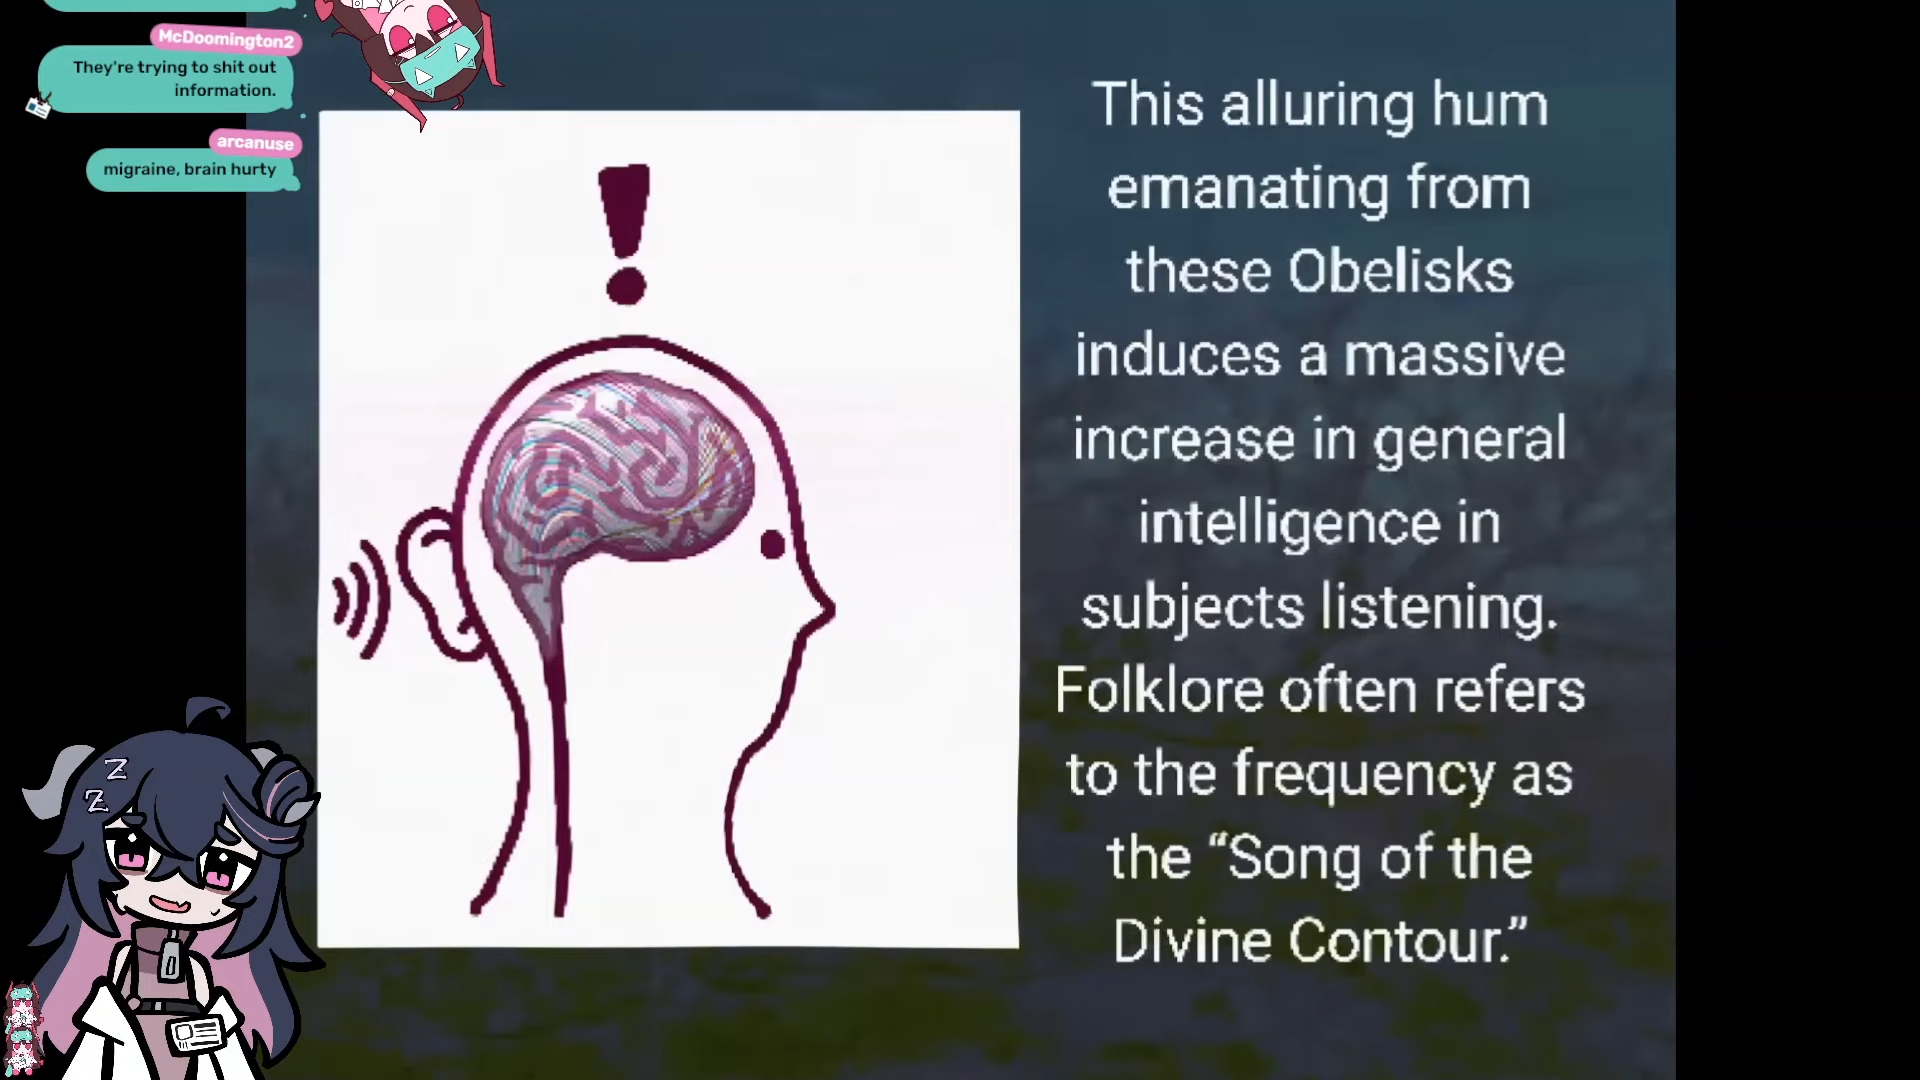 McDoomington2
They're trying to shit out
information.
arcanuse
migraine, brain hurty
This alluring hum
emanating from
these Obelisks
induces a massive
increase in general
intelligence in
subjects listening.
Folklore often refers
to the frequency as
the “Song of the
Divine Contour.”
Z
Z